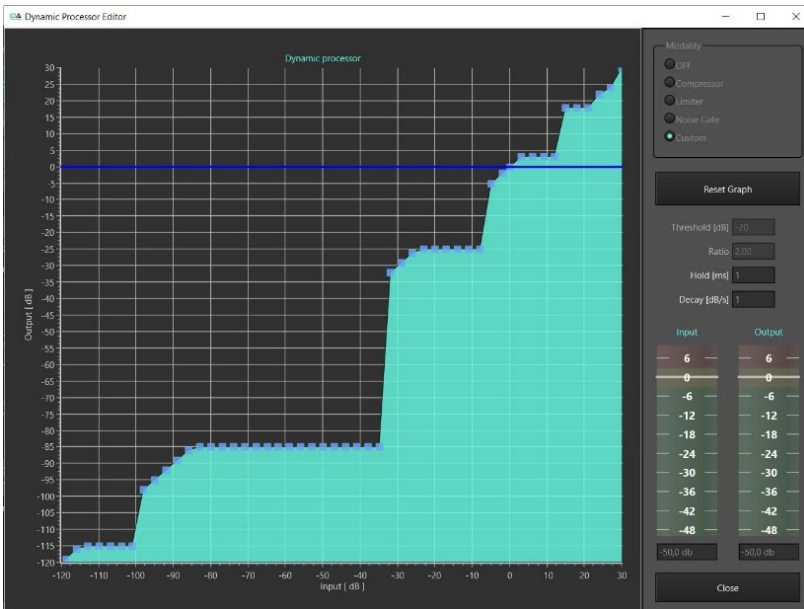 Dynamic Processor Editor
Dynamic processor
30
25
20
15
10
5
0
-5
-10
-15
-20
-25
-30
-35
-40
-45
-50
-55
-60
-65
-70
-75
-80
-85
-90
-95
-100
-105
-110
-115
-120
Output [ dB ]
-120 -110 -100 -90 -80 -70 -60 -50 -40 -30 -20 -10 0 10 20 30
Input [ dB ]
Modality
OFF
Compressor
Limiter
Noise Gate
Custom
Reset Graph
Threshold [dB] -20
Ratio 2,00
Hold [ms] 1
Decay [dB/s] 1
Input Output
6 6
0 0
-6 -6
-12 -12
-18 -18
-24 -24
-30 -30
-36 -36
-42 -42
-48 -48
-50,0 db -50,0 db
Close